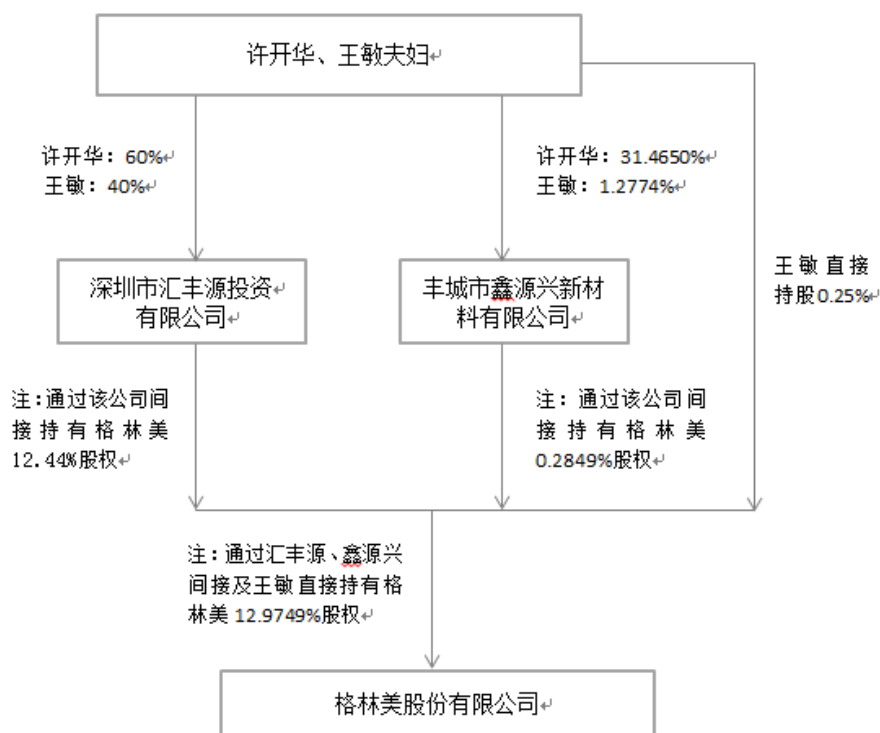 许开华、王敏夫妇
许开华：60%
王敏：40%
许开华：31.4650%
王敏：1.2774%
王敏直接
持股0.25%
深圳市汇丰源投资
有限公司
丰城市鑫源兴新材
料有限公司
注：通过该公司间
接持有格林美
12.44%股权
注：通过该公司间
接持有格林美
0.2849%股权
注：通过汇丰源、鑫源兴
间接及王敏直接持有格
林美12.9749%股权
格林美股份有限公司